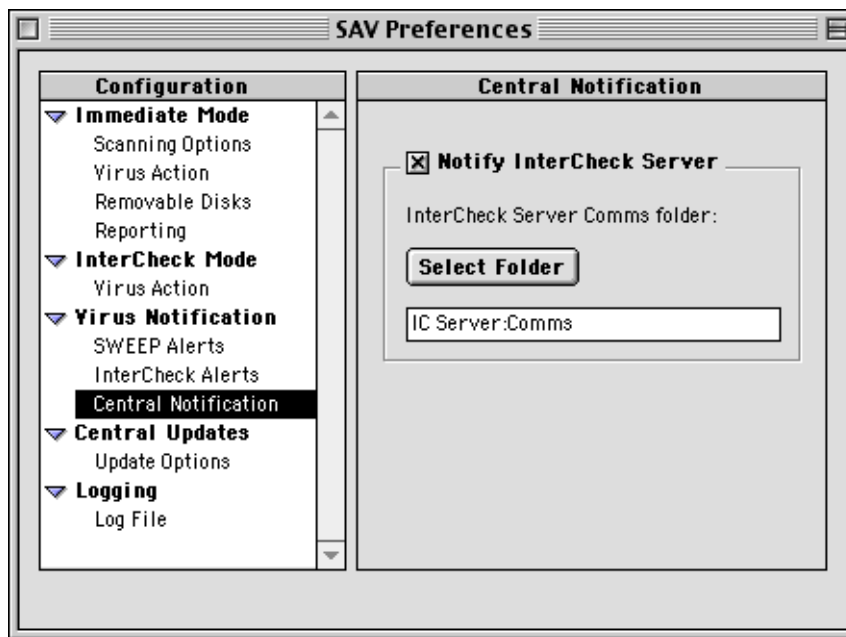 SAV Preferences
Configuration
Immediate Mode
Scanning Options
Virus Action
Removable Disks
Reporting
InterCheck Mode
Virus Action
Virus Notification
SWEEP Alerts
InterCheck Alerts
Central Notification
Central Updates
Update Options
Logging
Log File
Central Notification
Notify InterCheck Server
InterCheck Server Comms folder:
Select Folder
IC Server:Comms